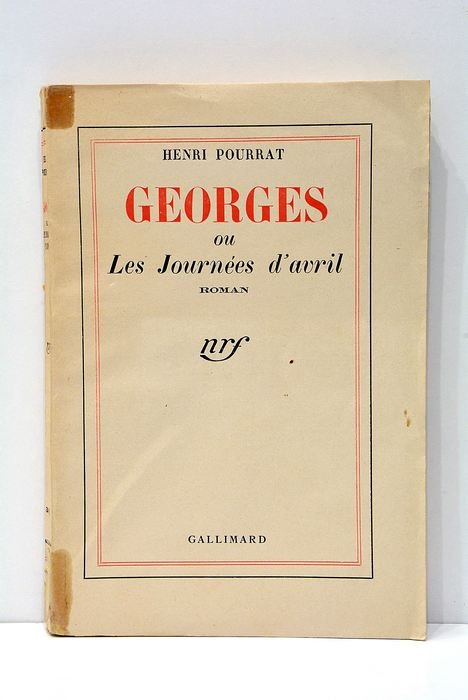 HENRI POURRAT
GEORGES
ou
Les Journées d'avril
ROMAN
nrf
GALLIMARD